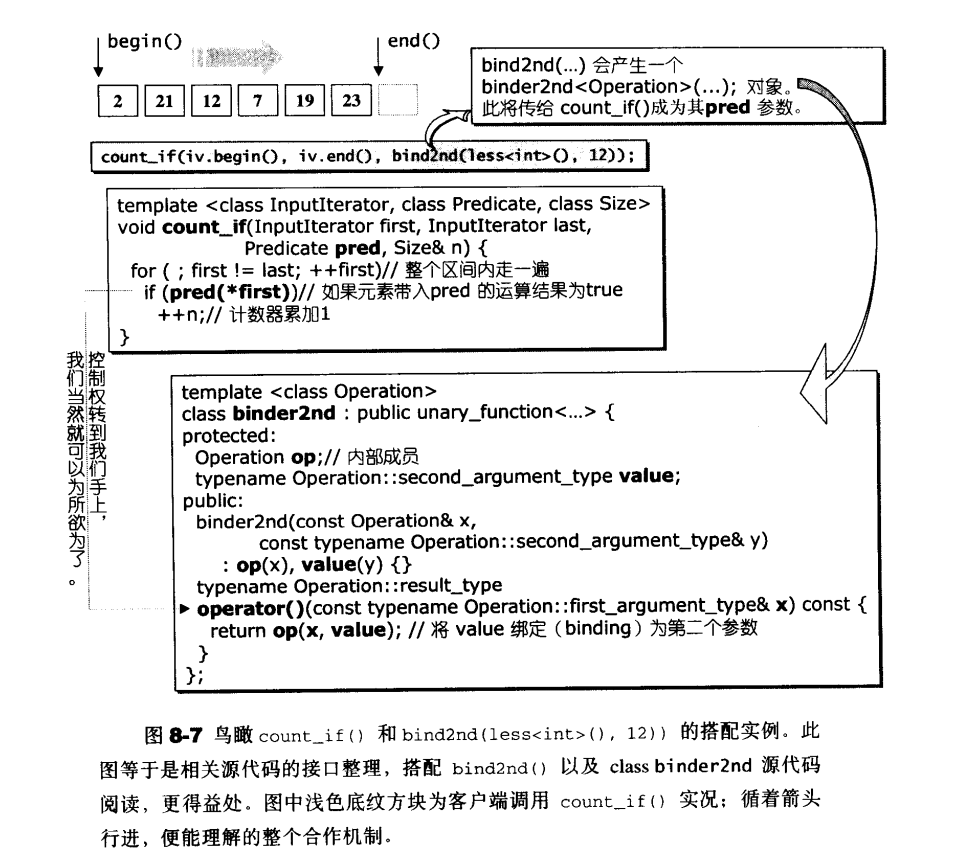 begin()
end()
2 21 12 7 19 23
bind2nd(...) 会产生一个
binder2nd<Operation>(...); 对象。
此将传给 count_if()成为其pred 参数。
count_if(iv.begin(), iv.end(), bind2nd(less<int>(), 12));
template <class InputIterator, class Predicate, class Size>
void count_if(InputIterator first, InputIterator last,
Predicate pred, Size& n) {
for ( ; first != last; ++first)// 整个区间内走一遍
if (pred(*first))// 如果元素带入pred 的运算结果为true
++n;// 计数器累加1
}
控制权转到我们手上，
我们当然就可以为所欲为了。
template <class Operation>
class binder2nd : public unary_function<...> {
protected:
Operation op;// 内部成员
typename Operation::second_argument_type value;
public:
binder2nd(const Operation& x,
const typename Operation::second_argument_type& y)
: op(x), value(y) {}
typename Operation::result_type
operator()(const typename Operation::first_argument_type& x) const {
return op(x, value); // 将 value 绑定（binding）为第二个参数
}
};
图 8-7 鸟瞰 count_if() 和 bind2nd(less<int>(), 12)) 的搭配实例。此
图等于是相关源代码的接口整理，搭配 bind2nd() 以及 class binder2nd 源代码
阅读，更得益处。图中浅色底纹方块为客户端调用 count_if() 实况；循着箭头
行进，便能理解的整个合作机制。